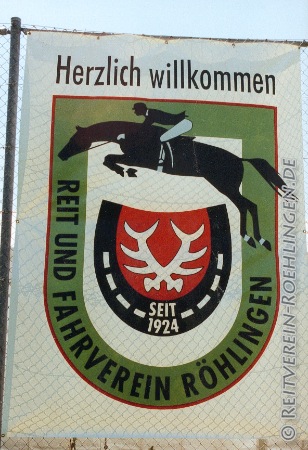 Herzlich willkommen
REIT UND FAHRVEREIN RÖHLINGEN
SEIT
1924
© REITVEREIN-ROEHLINGEN.DE